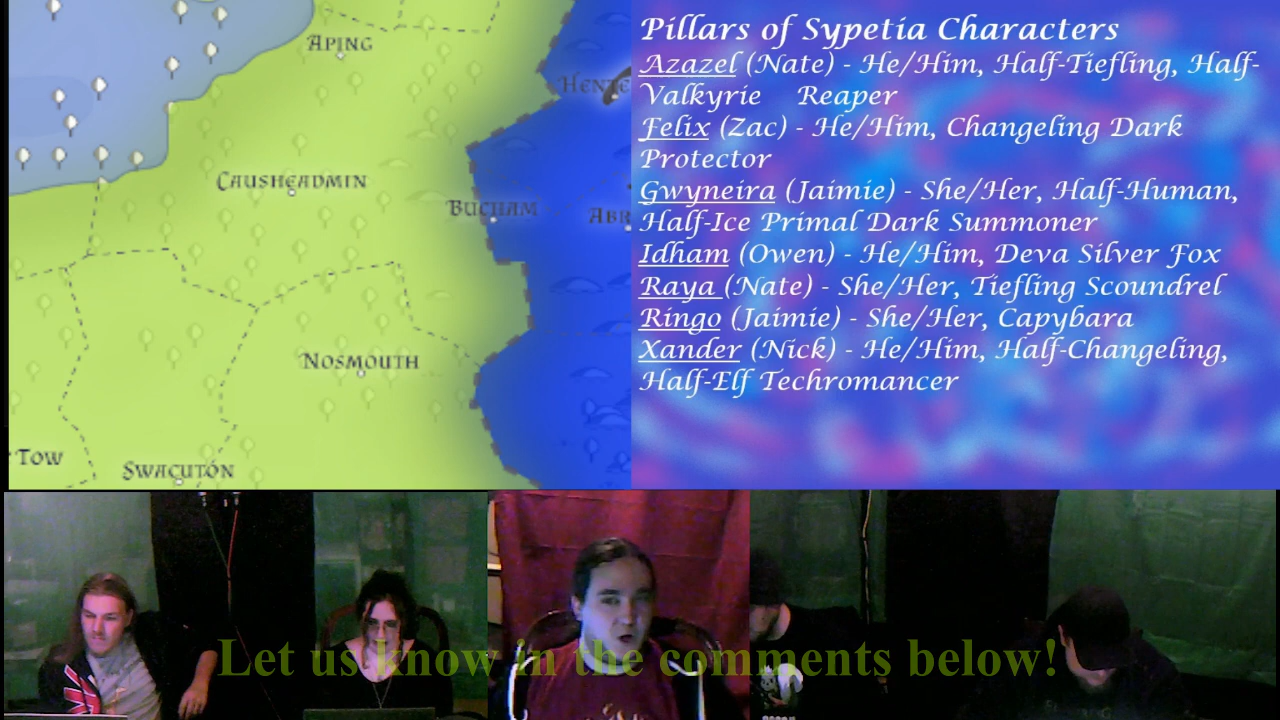 APING
HENTE
CAUSHEADMIN
BUCHAM
ABR
NOSMOUTH
TOW
SWACUTON
Pillars of Sypetia Characters
Azazel (Nate) - He/Him, Half-Tiefling, Half-
Valkyrie Reaper
Felix (Zac) - He/Him, Changeling Dark
Protector
Gwyneira (Jaimie) - She/Her, Half-Human,
Half-Ice Primal Dark Summoner
Idham (Owen) - He/Him, Deva Silver Fox
Raya (Nate) - She/Her, Tiefling Scoundrel
Ringo (Jaimie) - She/Her, Capybara
Xander (Nick) - He/Him, Half-Changeling,
Half-Elf Techromancer
Let us know in the comments below!